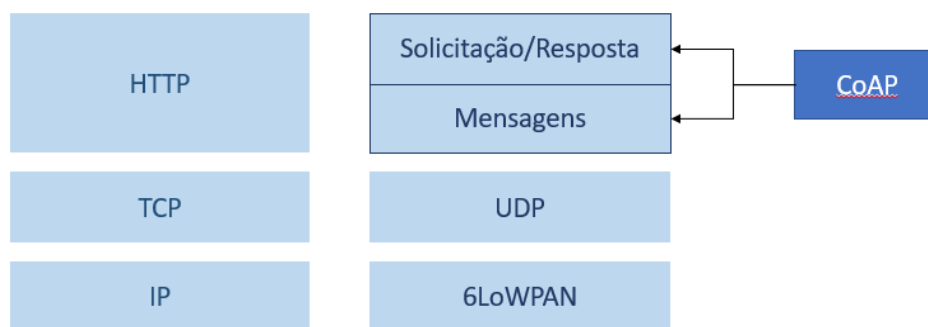 HTTP
Solicitação/Resposta
Mensagens
CoAP
TCP
UDP
IP
6LoWPAN